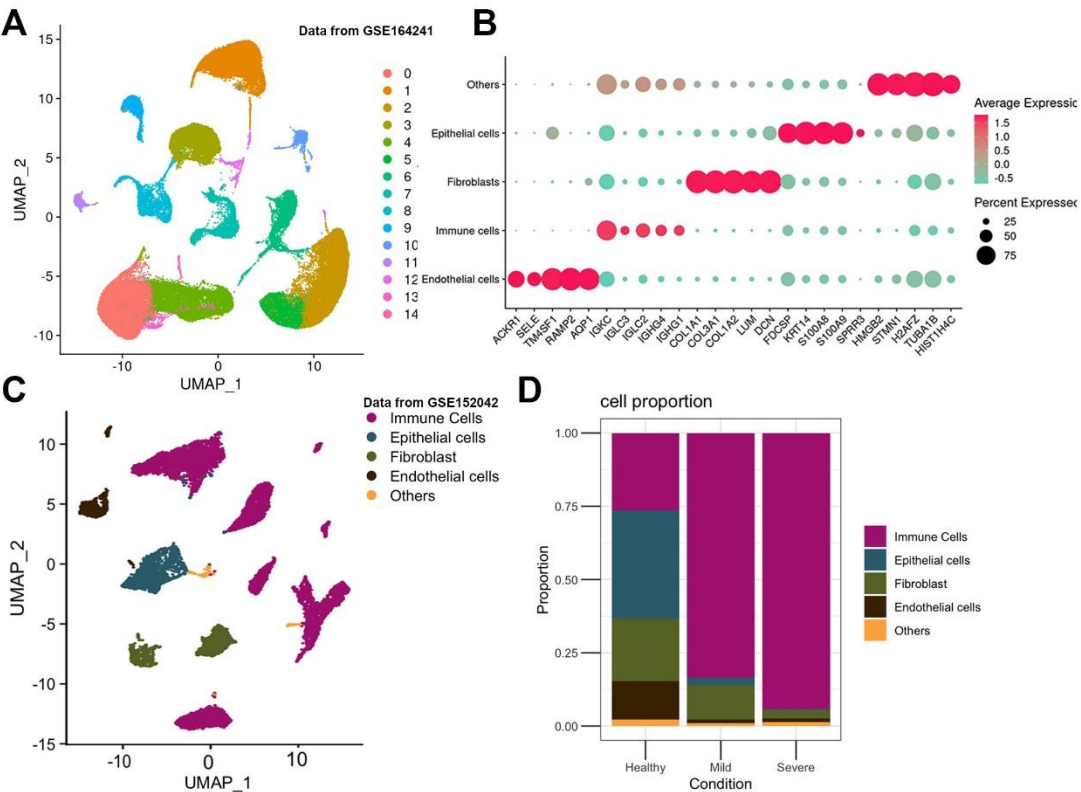 A
Data from GSE164241
UMAP_2
15
10
5
0
-5
-10
-10
0
10
UMAP_1
0
1
2
3
4
5
6
7
8
9
10
11
12
13
14
B
Others
Epithelial cells
Fibroblasts
Immune cells
Endothelial cells
ACKR1
SELE
TM4SF1
RAMP2
AQP1
IGKC
IGLC3
IGLC2
IGHG4
IGHG1
COL1A1
COL3A1
COL1A2
LUM
DCN
FDCSP
KRT14
S100A8
S100A9
SPRR3
HMGB2
STMN1
H2AFZ
TUBA1B
HIST1H4C
Average Expressio
1.5
1.0
0.5
0.0
-0.5
Percent Expressed
25
50
75
C
Data from GSE152042
Immune Cells
Epithelial cells
Fibroblast
Endothelial cells
Others
UMAP_2
10
5
0
-5
-10
-15
-10
0
10
UMAP_1
D
cell proportion
Proportion
1.00
0.75
0.50
0.25
0.00
Healthy
Mild
Severe
Condition
Immune Cells
Epithelial cells
Fibroblast
Endothelial cells
Others